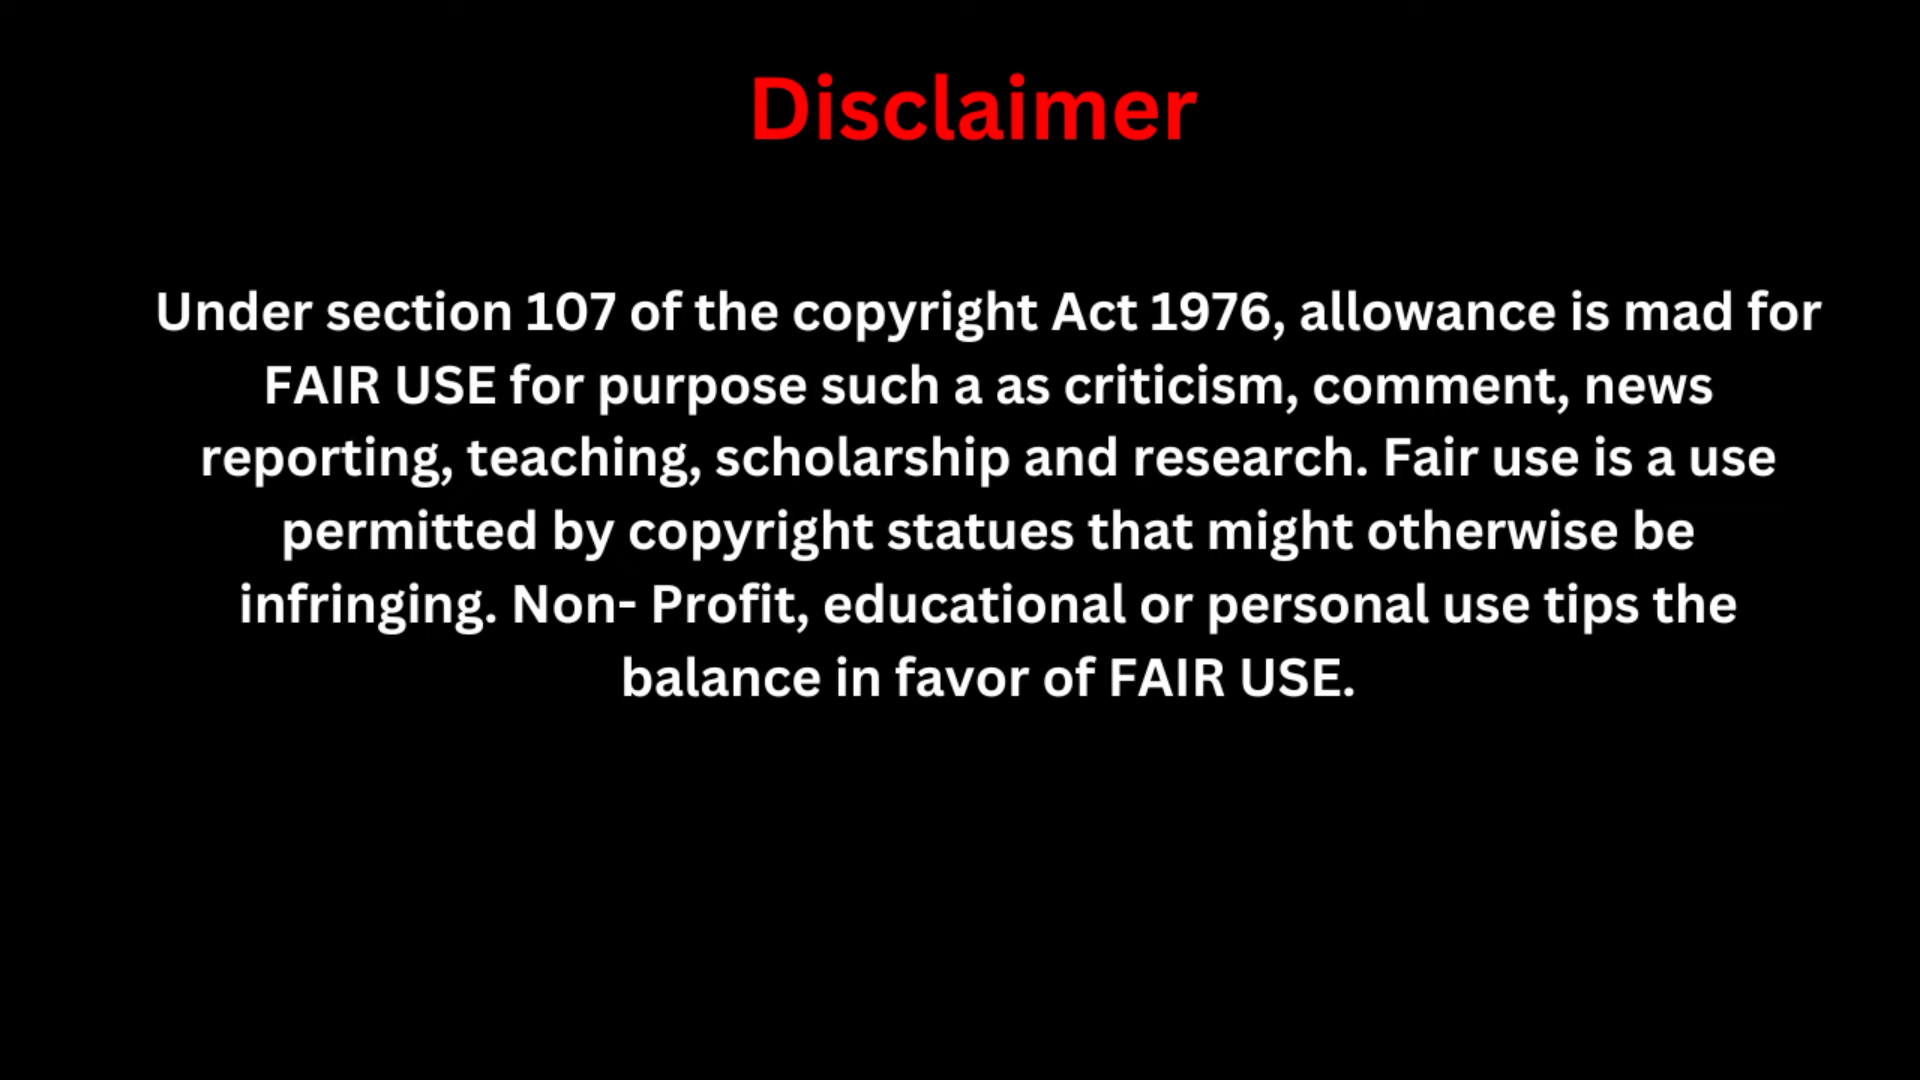 Disclaimer
Under section 107 of the copyright Act 1976, allowance is mad for
FAIR USE for purpose such a as criticism, comment, news
reporting, teaching, scholarship and research. Fair use is a use
permitted by copyright statues that might otherwise be
infringing. Non- Profit, educational or personal use tips the
balance in favor of FAIR USE.